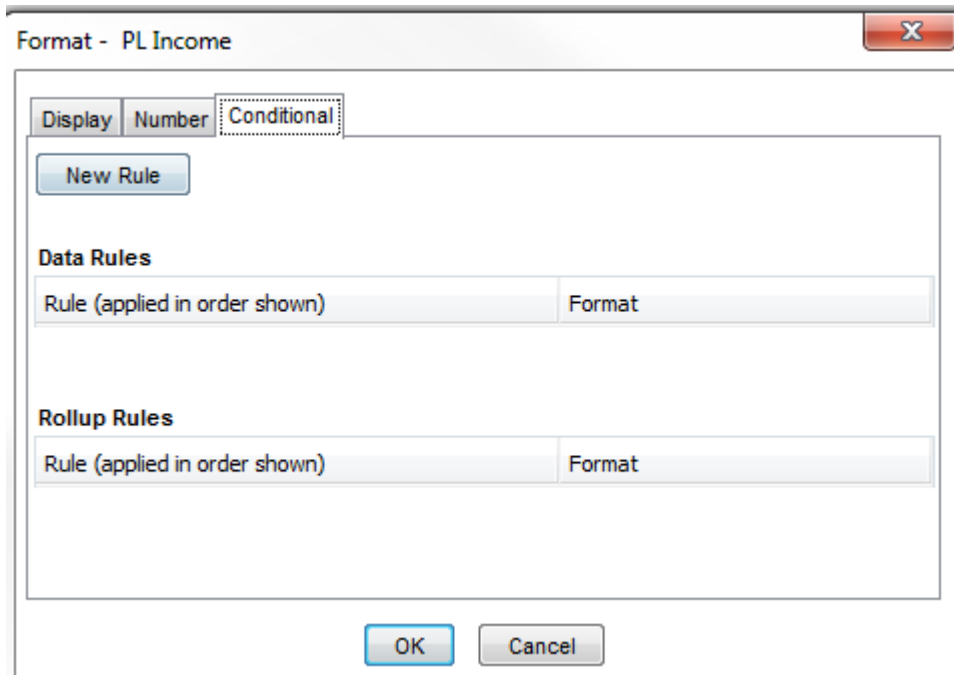 Format - PL Income
Display Number Conditional
New Rule
Data Rules
Rule (applied in order shown) Format
Rollup Rules
Rule (applied in order shown) Format
OK Cancel